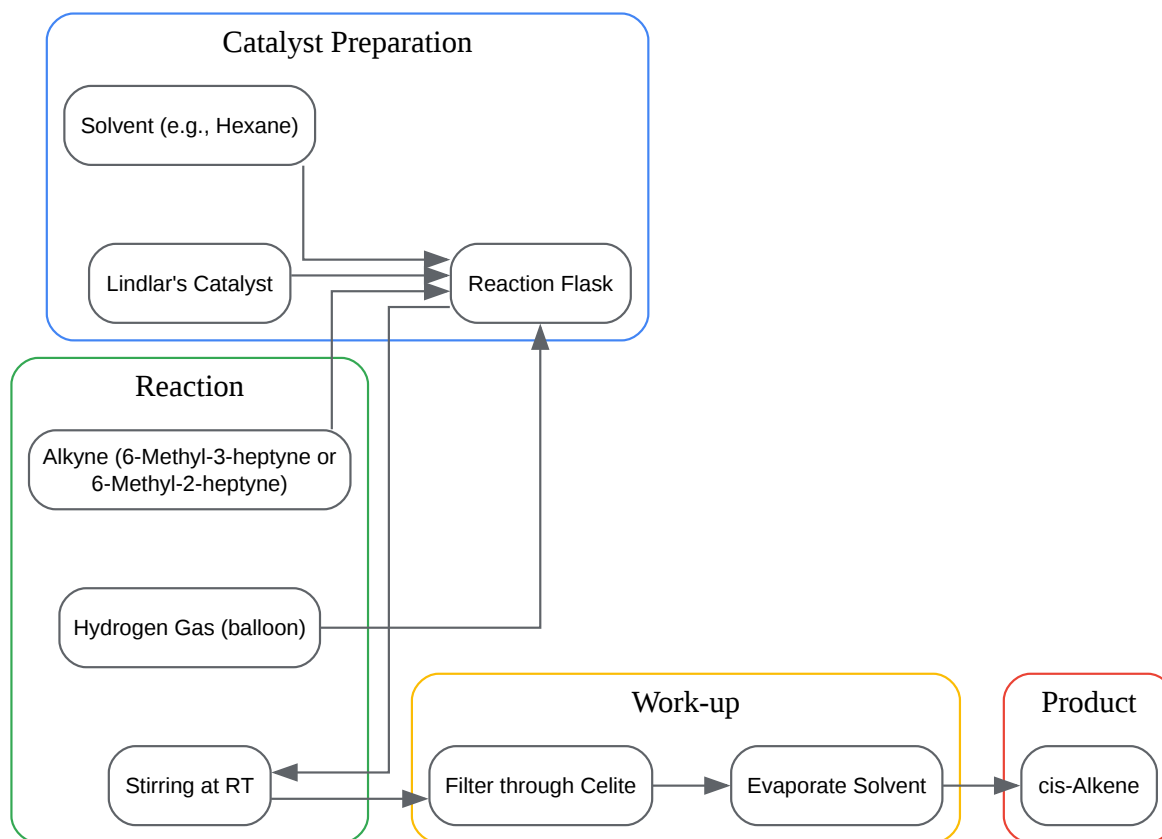 Catalyst Preparation
Solvent (e.g., Hexane)
Lindlar's Catalyst
Reaction Flask
Reaction
Alkyne (6-Methyl-3-heptyne or
6-Methyl-2-heptyne)
Hydrogen Gas (balloon)
Stirring at RT
Work-up
Filter through Celite
Evaporate Solvent
Product
cis-Alkene